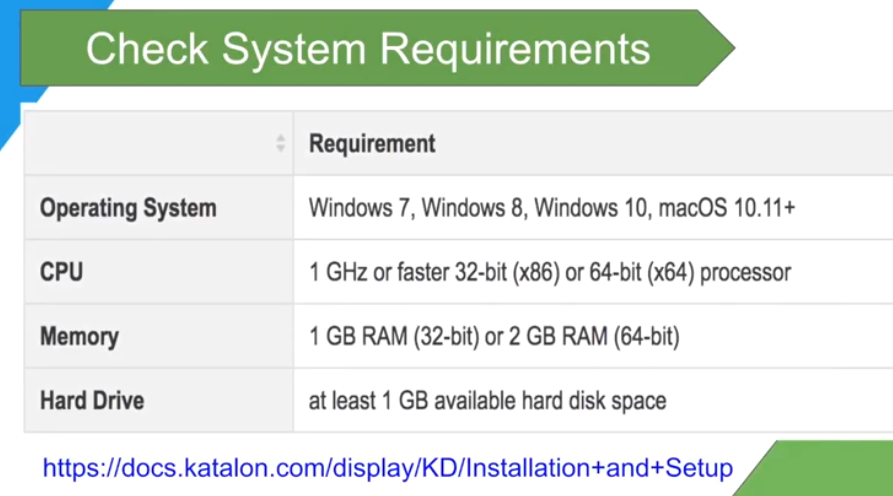 Check System Requirements
Requirement
Operating System Windows 7, Windows 8, Windows 10, macOS 10.11+
CPU 1 GHz or faster 32-bit (x86) or 64-bit (x64) processor
Memory 1 GB RAM (32-bit) or 2 GB RAM (64-bit)
Hard Drive at least 1 GB available hard disk space
https://docs.katalon.com/display/KD/Installation+and+Setup